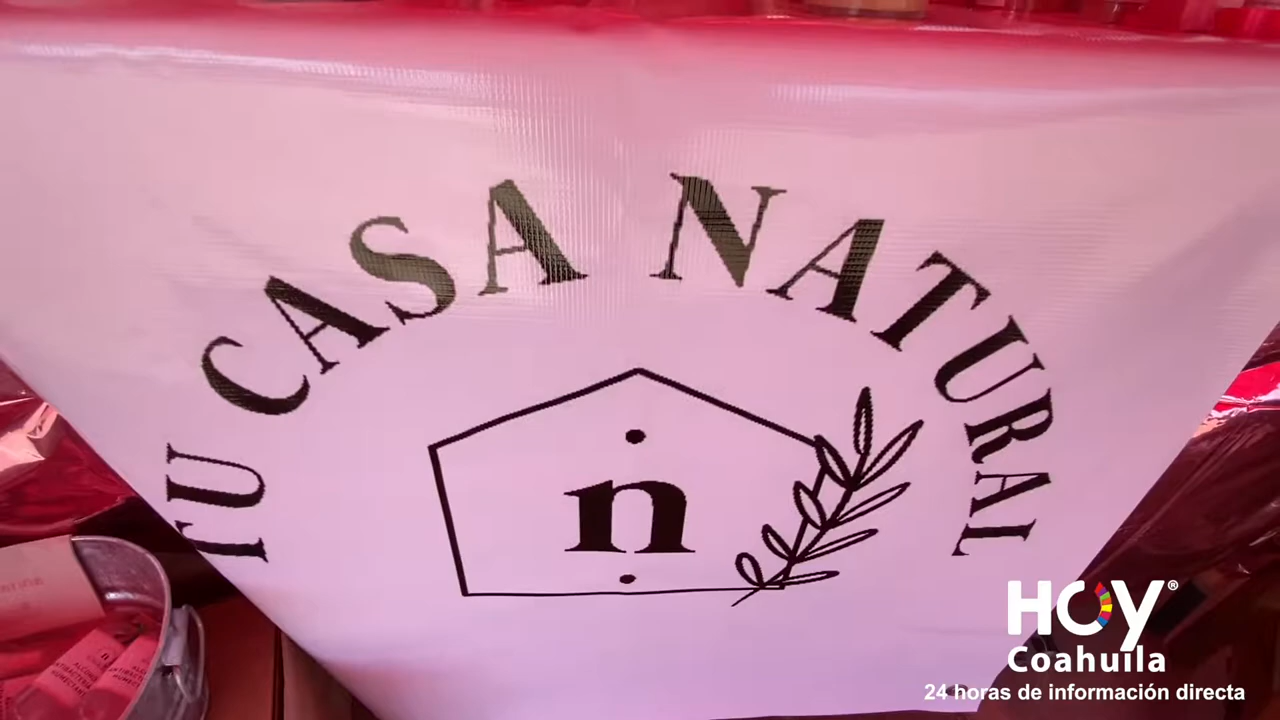 TU CASA NATURAL
n
n
HOY®
Coahuila
24 horas de información directa